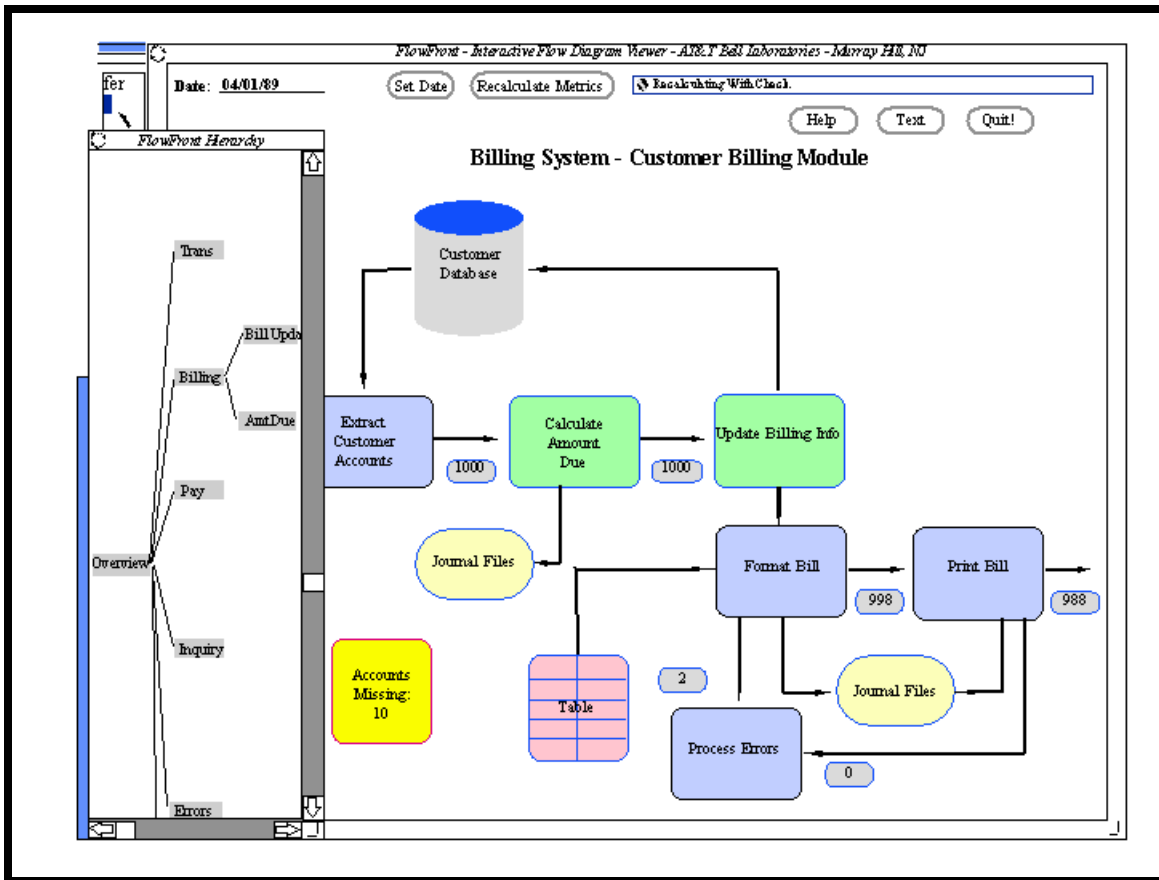 FlowFront - Interactive Flow Diagram Viewer - AT&T Bell Laboratories - Murray Hill, NJ
fer
Date: 04/01/89
Set Date
Recalculate Metrics
Recalculating With Check.
Help
Text
Quit!
FlowFront Hierarchy
Billing System - Customer Billing Module
Trans
Bill Upda
Billing
AmtDue
Pay
Overview
Inquiry
Errors
Customer
Database
Extract
Customer
Accounts
1000
Calculate
Amount
Due
1000
Update Billing Info
Journal Files
Format Bill
998
Print Bill
988
Accounts
Missing:
10
Table
2
Journal Files
Process Errors
0